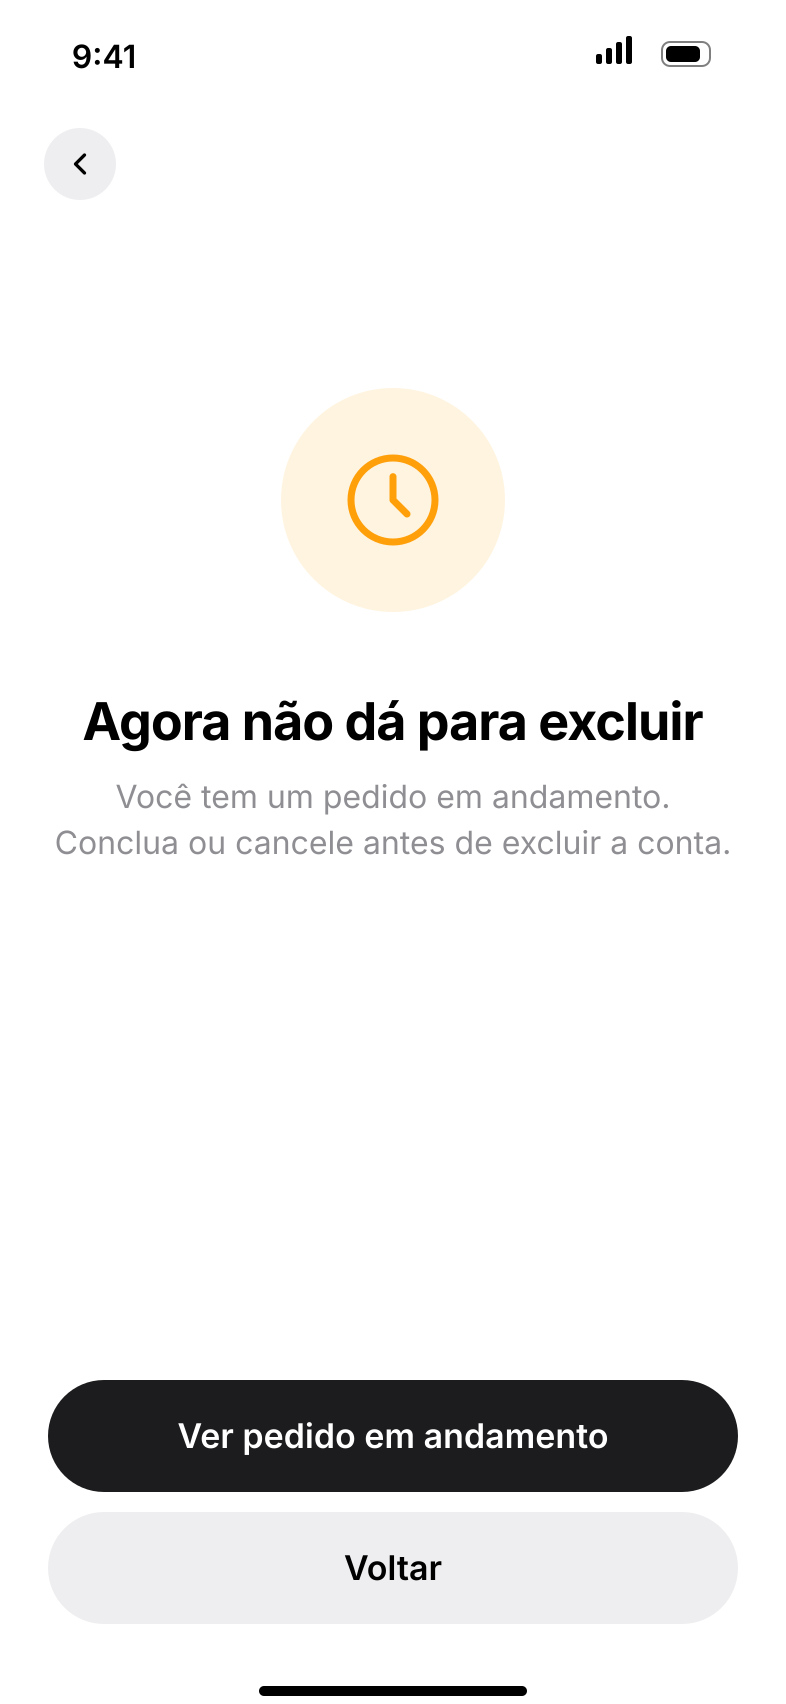 9:41
Agora não dá para excluir
Você tem um pedido em andamento.
Conclua ou cancele antes de excluir a conta.
Ver pedido em andamento
Voltar